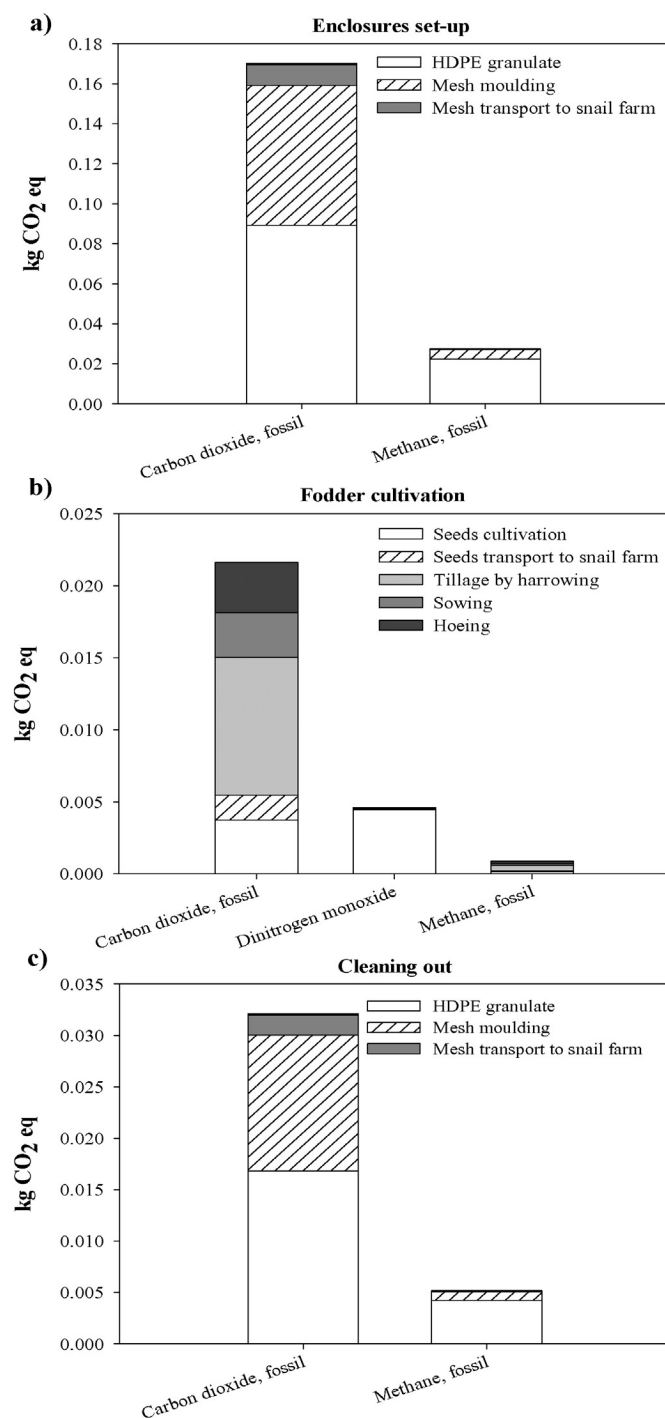 a)
Enclosures set-up
0.18
0.16
0.14
0.12
0.10
0.08
0.06
0.04
0.02
0.00
kg CO2 eq
HDPE granulate
Mesh moulding
Mesh transport to snail farm
Carbon dioxide, fossil
Methane, fossil
b)
Fodder cultivation
0.025
0.020
0.015
0.010
0.005
0.000
kg CO2 eq
Seeds cultivation
Seeds transport to snail farm
Tillage by harrowing
Sowing
Hoeing
Carbon dioxide, fossil
Dinitrogen monoxide
Methane, fossil
c)
Cleaning out
0.035
0.030
0.025
0.020
0.015
0.010
0.005
0.000
kg CO2 eq
HDPE granulate
Mesh moulding
Mesh transport to snail farm
Carbon dioxide, fossil
Methane, fossil